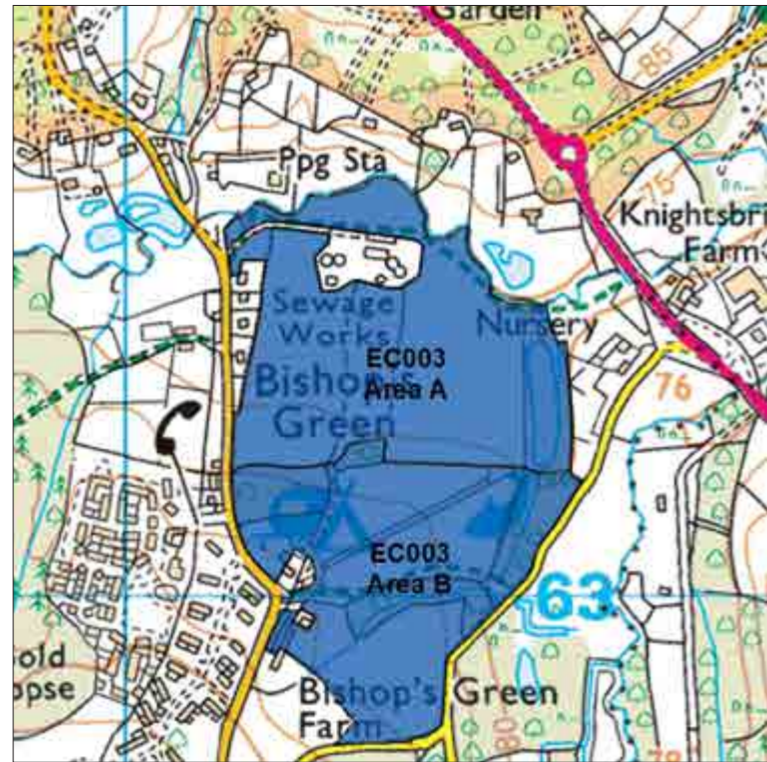 Garden
85
Ppg Sta
75
Knightsbri
Farm
Sewage
Works
Nursery
EC003
Area A
Bishop's
Green
76
EC003
Area B
63
old
opse
Bishop's Green
Farm
80
78